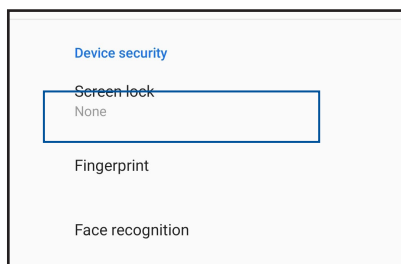 Device security
Screen lock
None
Fingerprint
Face recognition